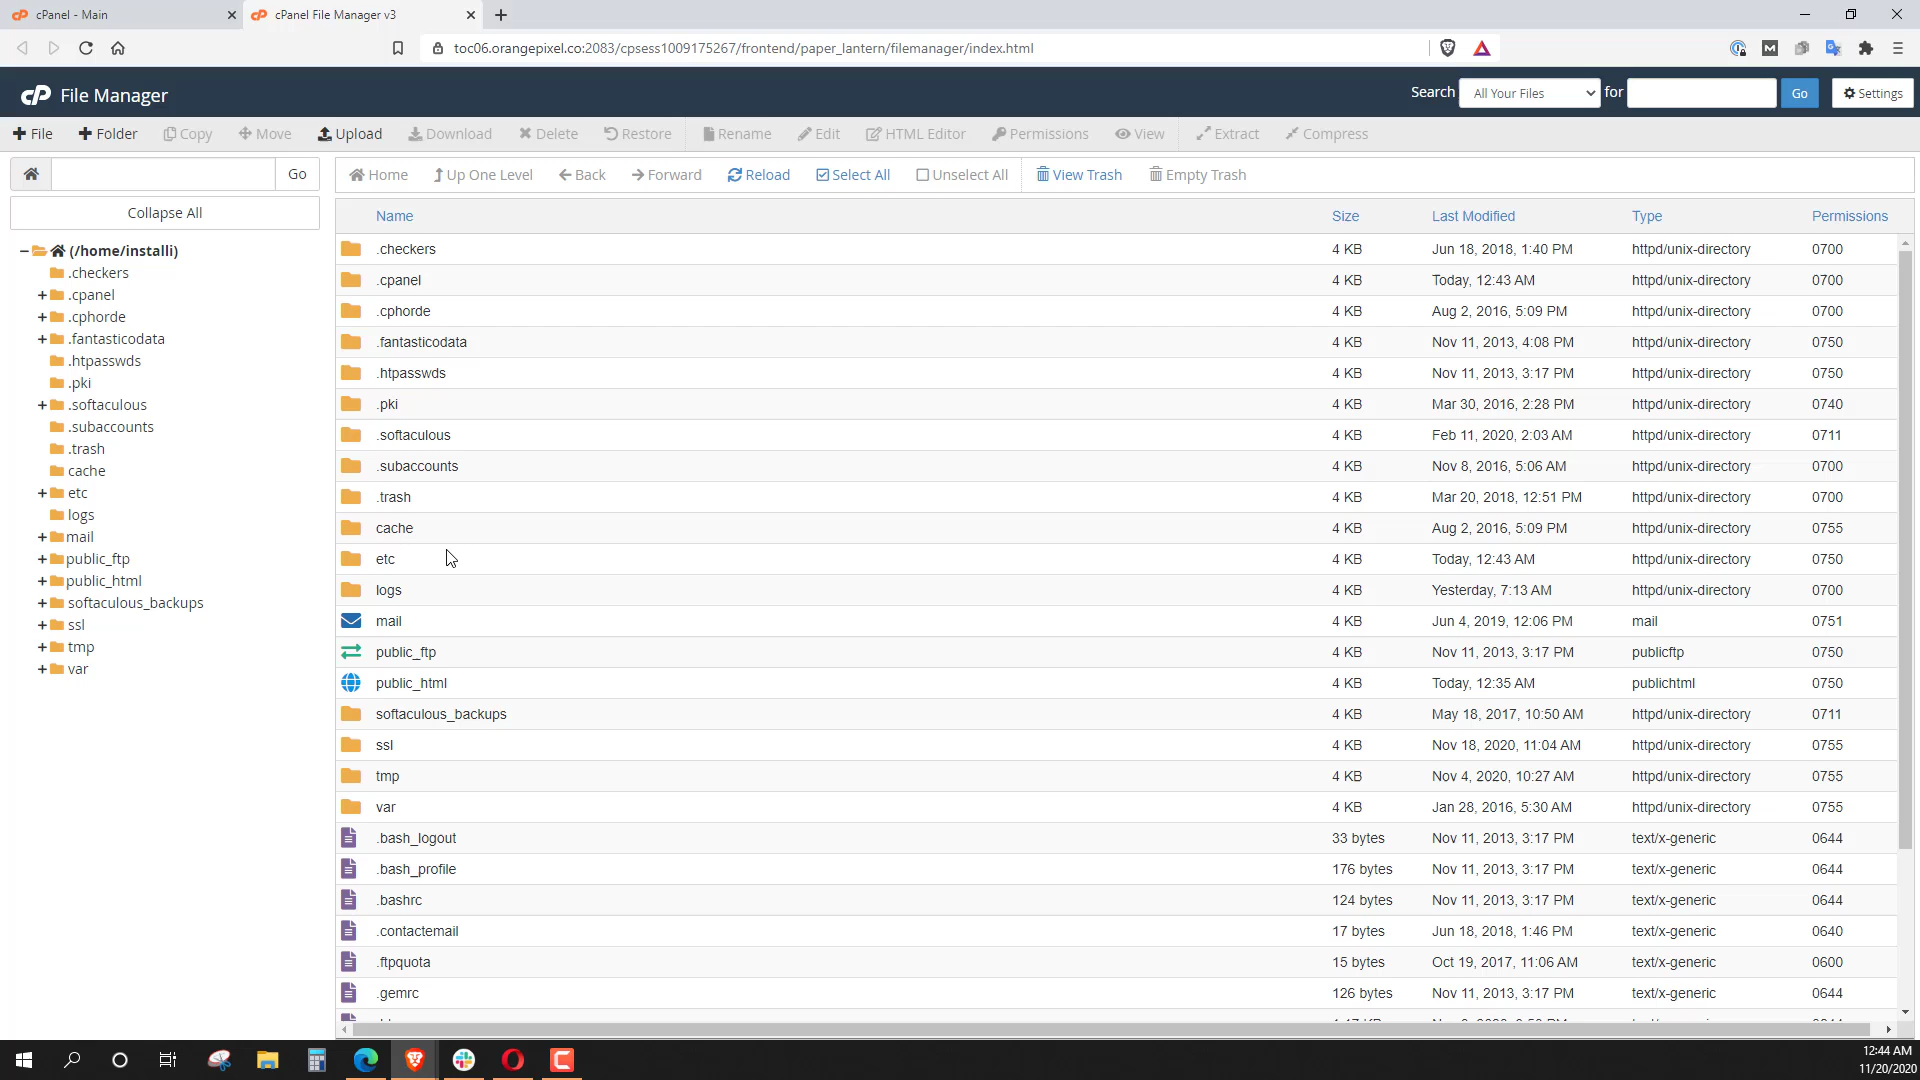 cPanel - Main
cPanel File Manager v3
toc06.orangepixel.co:2083/cpsess1009175267/frontend/paper_lantern/filemanager/index.html
cP File Manager
Search All Your Files for Go Settings
File Folder Copy Move Upload Download Delete Restore Rename Edit HTML Editor Permissions View Extract Compress
Go
Home Up One Level Back Forward Reload Select All Unselect All View Trash Empty Trash
Collapse All
(/home/installi)
.checkers
.cpanel
.cphorde
.fantasticodata
.htpasswds
.pki
.softaculous
.subaccounts
.trash
cache
etc
logs
mail
public_ftp
public_html
softaculous_backups
ssl
tmp
var
Name Size Last Modified Type Permissions
.checkers 4 KB Jun 18, 2018, 1:40 PM httpd/unix-directory 0700
.cpanel 4 KB Today, 12:43 AM httpd/unix-directory 0700
.cphorde 4 KB Aug 2, 2016, 5:09 PM httpd/unix-directory 0700
.fantasticodata 4 KB Nov 11, 2013, 4:08 PM httpd/unix-directory 0750
.htpasswds 4 KB Nov 11, 2013, 3:17 PM httpd/unix-directory 0750
.pki 4 KB Mar 30, 2016, 2:28 PM httpd/unix-directory 0740
.softaculous 4 KB Feb 11, 2020, 2:03 AM httpd/unix-directory 0711
.subaccounts 4 KB Nov 8, 2016, 5:06 AM httpd/unix-directory 0700
.trash 4 KB Mar 20, 2018, 12:51 PM httpd/unix-directory 0700
cache 4 KB Aug 2, 2016, 5:09 PM httpd/unix-directory 0755
etc 4 KB Today, 12:43 AM httpd/unix-directory 0750
logs 4 KB Yesterday, 7:13 AM httpd/unix-directory 0700
mail 4 KB Jun 4, 2019, 12:06 PM mail 0751
public_ftp 4 KB Nov 11, 2013, 3:17 PM publicftp 0750
public_html 4 KB Today, 12:35 AM publichtml 0750
softaculous_backups 4 KB May 18, 2017, 10:50 AM httpd/unix-directory 0711
ssl 4 KB Nov 18, 2020, 11:04 AM httpd/unix-directory 0755
tmp 4 KB Nov 4, 2020, 10:27 AM httpd/unix-directory 0755
var 4 KB Jan 28, 2016, 5:30 AM httpd/unix-directory 0755
.bash_logout 33 bytes Nov 11, 2013, 3:17 PM text/x-generic 0644
.bash_profile 176 bytes Nov 11, 2013, 3:17 PM text/x-generic 0644
.bashrc 124 bytes Nov 11, 2013, 3:17 PM text/x-generic 0644
.contactemail 17 bytes Jun 18, 2018, 1:46 PM text/x-generic 0640
.ftpquota 15 bytes Oct 19, 2017, 11:06 AM text/x-generic 0600
.gemrc 126 bytes Nov 11, 2013, 3:17 PM text/x-generic 0644
12:44 AM
11/20/2020